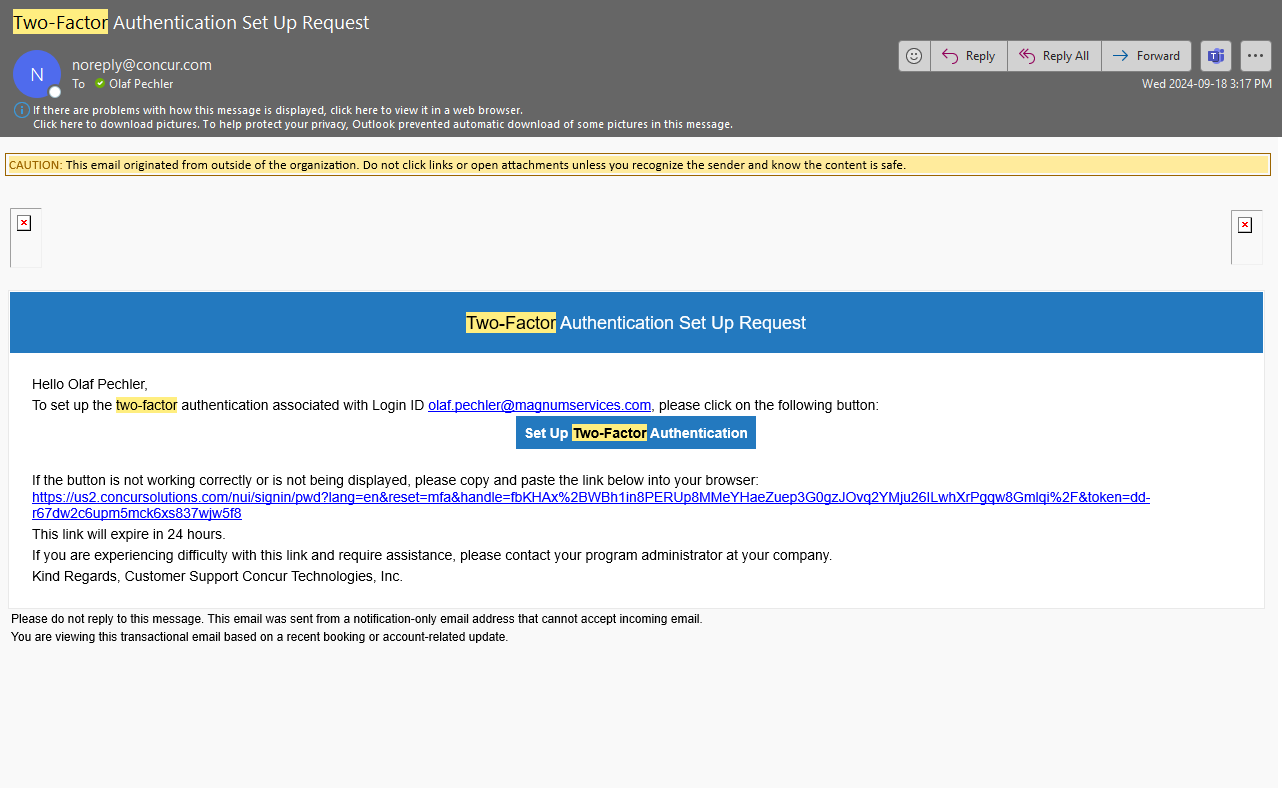 Two-Factor Authentication Set Up Request
N
noreply@concur.com
To Olaf Pechler
Reply
Reply All
Forward
Wed 2024-09-18 3:17 PM
If there are problems with how this message is displayed, click here to view it in a web browser.
Click here to download pictures. To help protect your privacy, Outlook prevented automatic download of some pictures in this message.
CAUTION: This email originated from outside of the organization. Do not click links or open attachments unless you recognize the sender and know the content is safe.
Two-Factor Authentication Set Up Request
Hello Olaf Pechler,
To set up the two-factor authentication associated with Login ID olaf.pechler@magnumservices.com, please click on the following button:
Set Up Two-Factor Authentication
If the button is not working correctly or is not being displayed, please copy and paste the link below into your browser:
https://us2.concursolutions.com/nui/signin/pwd?lang=en&reset=mfa&handle=fbKHAx%2BWBh1in8PERUp8MMeYHaeZuep3G0gzJOvq2YMju26ILwhXrPgqw8Gmlqi%2F&token=dd-
r67dw2c6upm5mck6xs837wjw5f8
This link will expire in 24 hours.
If you are experiencing difficulty with this link and require assistance, please contact your program administrator at your company.
Kind Regards, Customer Support Concur Technologies, Inc.
Please do not reply to this message. This email was sent from a notification-only email address that cannot accept incoming email.
You are viewing this transactional email based on a recent booking or account-related update.